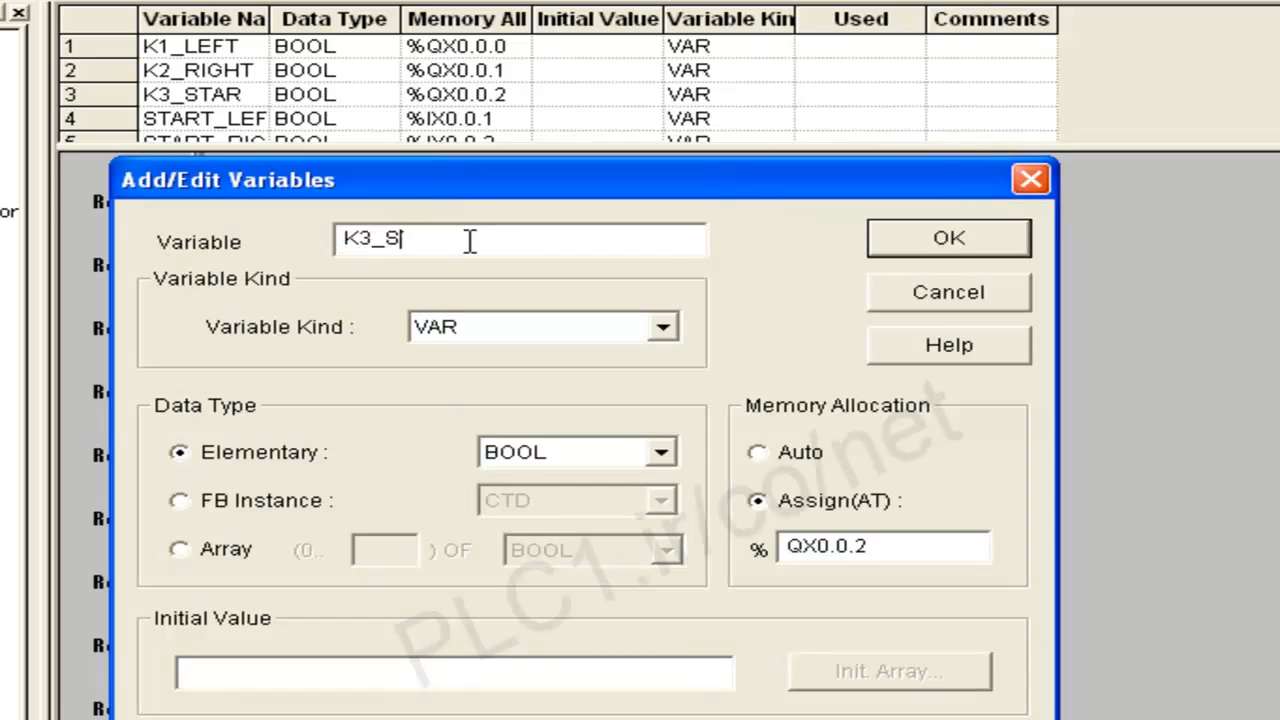 Variable Na Data Type Memory All Initial Value Variable Kin Used Comments
1 K1_LEFT BOOL %QX0.0.0 VAR
2 K2_RIGHT BOOL %QX0.0.1 VAR
3 K3_STAR BOOL %QX0.0.2 VAR
4 START_LEF BOOL %IX0.0.1 VAR
or
Add/Edit Variables
Variable K3_S OK
Variable Kind Cancel
Variable Kind : VAR
Help
Data Type Memory Allocation
Elementary : BOOL Auto
FB Instance : CTD Assign(AT) :
Array (0.. ) OF BOOL % QX0.0.2
Initial Value
Init. Array...
PLC1.ir/co/net